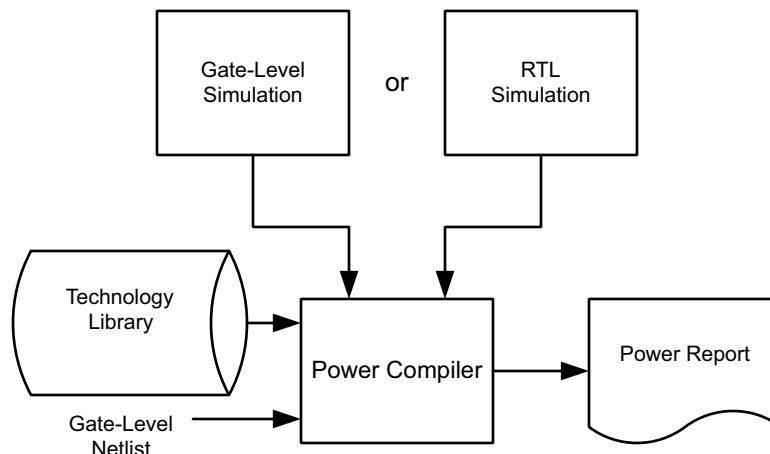 Gate-Level
Simulation
or
RTL
Simulation
Technology
Library
Power Compiler
Power Report
Gate-Level
Netlist